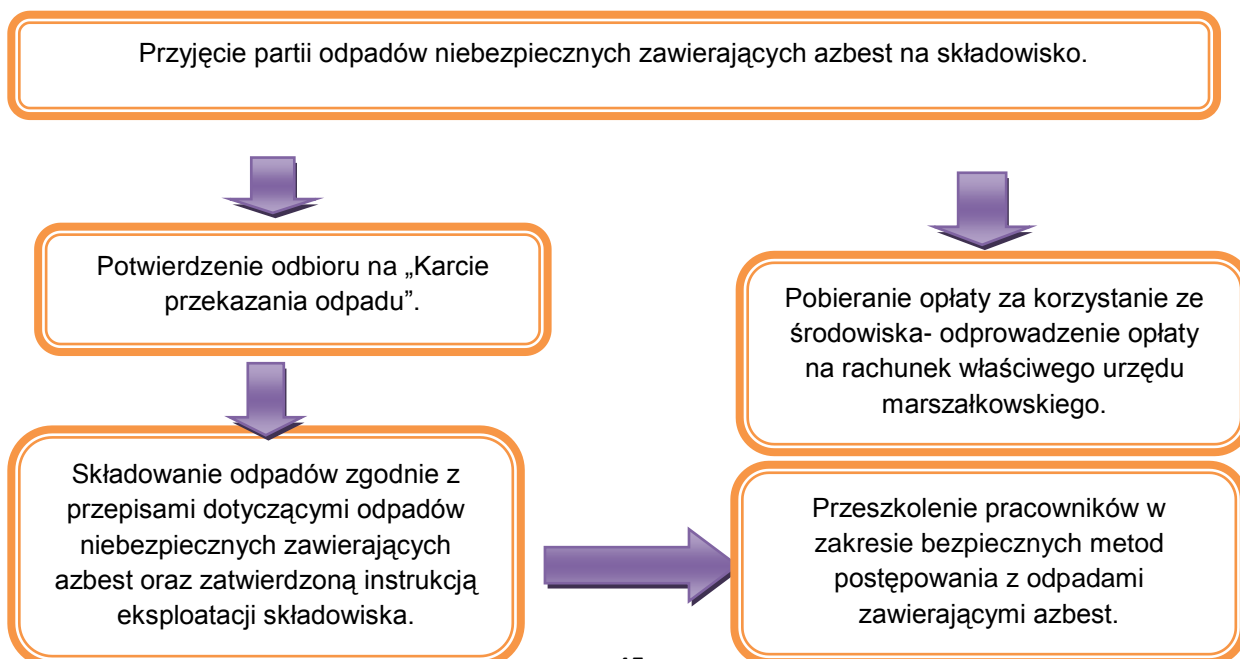 Przyjęcie partii odpadów niebezpiecznych zawierających azbest na składowisko.
Potwierdzenie odbioru na „Karcie
przekazania odpadu”.
Pobieranie opłaty za korzystanie ze
środowiska- odprowadzenie opłaty
na rachunek właściwego urzędu
marszałkowskiego.
Składowanie odpadów zgodnie z
przepisami dotyczącymi odpadów
niebezpiecznych zawierających
azbest oraz zatwierdzoną instrukcją
eksploatacji składowiska.
Przeszkolenie pracowników w
zakresie bezpiecznych metod
postępowania z odpadami
zawierającymi azbest.